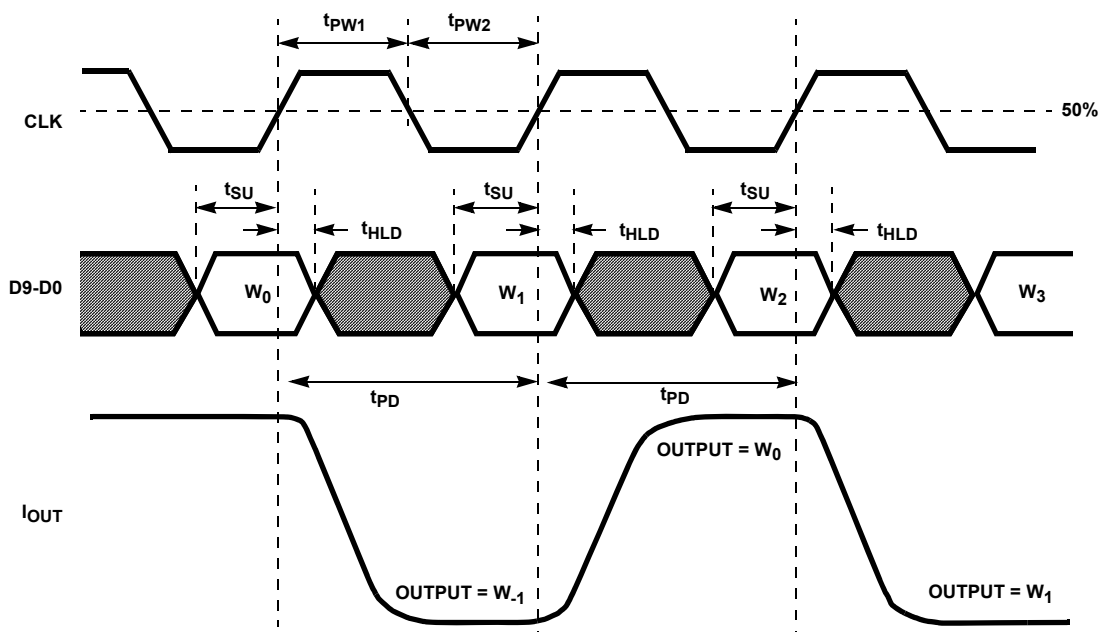 tPW1 tPW2
CLK
50%
tSU tSU tSU
tHLD tHLD tHLD
D9-D0
W0 W1 W2 W3
tPD tPD
OUTPUT = W0
IOUT
OUTPUT = W-1 OUTPUT = W1